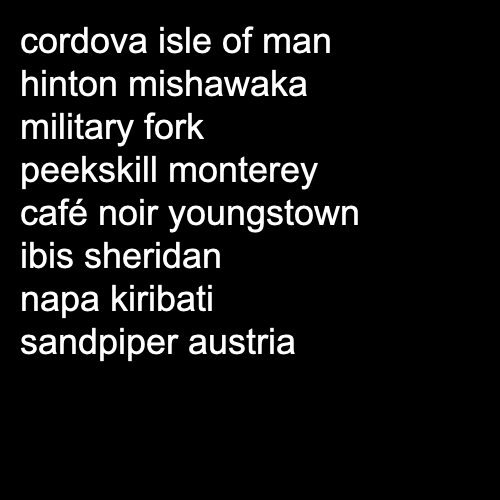 cordova isle of man
hinton mishawaka
military fork
peekskill monterey
café noir youngstown
ibis sheridan
napa kiribati
sandpiper austria